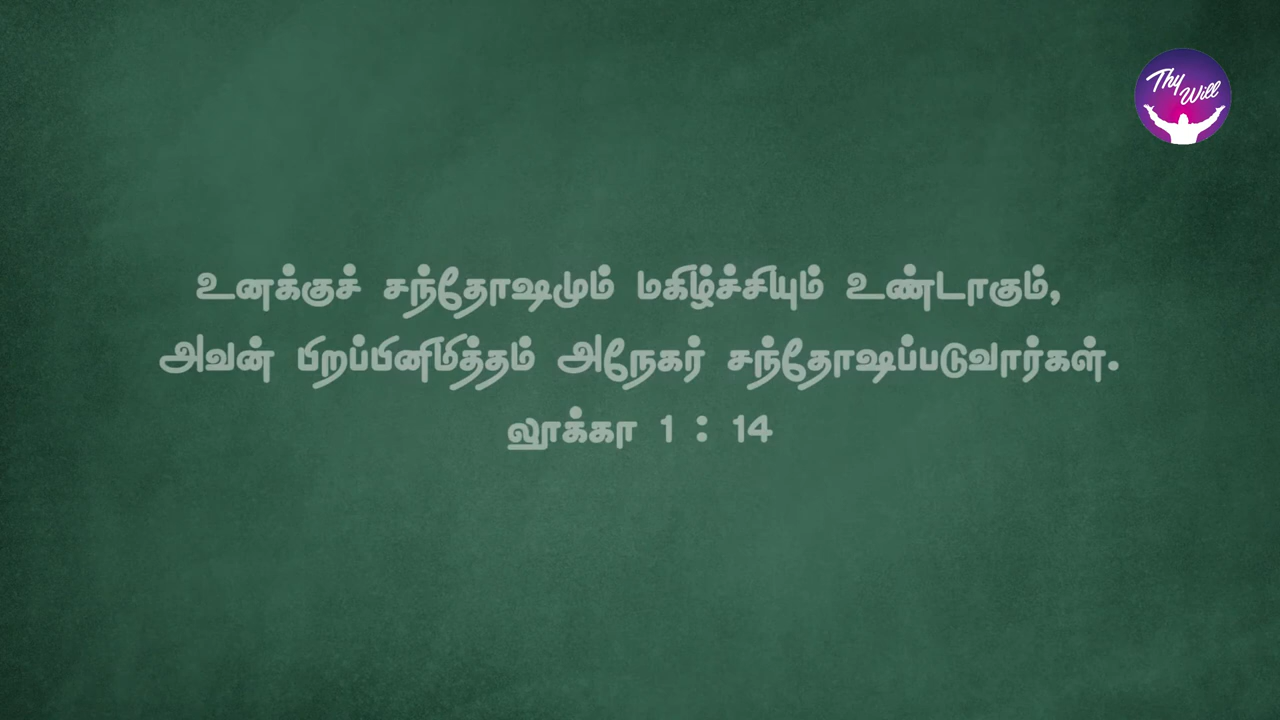 Thy Will
உனக்குச் சந்தோஷமும் மகிழ்ச்சியும் உண்டாகும்,
அவன் பிறப்பினிமித்தம் அநேகர் சந்தோஷப்படுவார்கள்.
லூக்கா 1 : 14